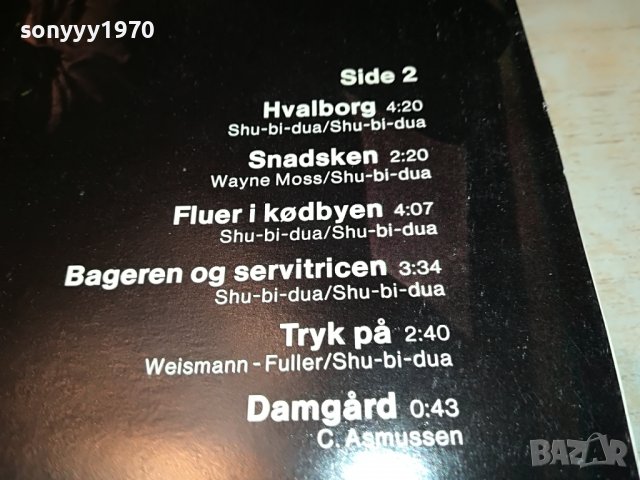 sonyyy1970
Side 2
Hvalborg 4:20
Shu-bi-dua/Shu-bi-dua
Snadsken 2:20
Wayne Moss/Shu-bi-dua
Fluer i kødbyen 4:07
Shu-bi-dua/Shu-bi-dua
Bageren og servitricen 3:34
Shu-bi-dua/Shu-bi-dua
Tryk på 2:40
Weismann - Fuller/Shu-bi-dua
Damgård 0:43
C. Asmussen
BAZAR